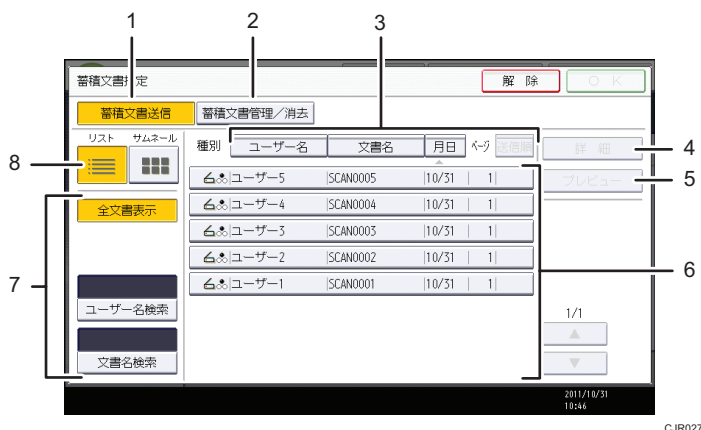 1 2 3
蓄積文書指定 解 除 O K
蓄積文書送信 蓄積文書管理／消去
リスト サムネール 種別 ユーザー名 文書名 月日 ページ 送信順 詳 細 4
8
ユーザー5 SCAN0005 10/31 1 プレビュー 5
全文書表示 ユーザー4 SCAN0004 10/31 1
ユーザー3 SCAN0003 10/31 1
ユーザー2 SCAN0002 10/31 1 6
7 ユーザー1 SCAN0001 10/31 1
ユーザー名検索 1/1
▲
文書名検索 ▼
2011/10/31
10:46
CJR027